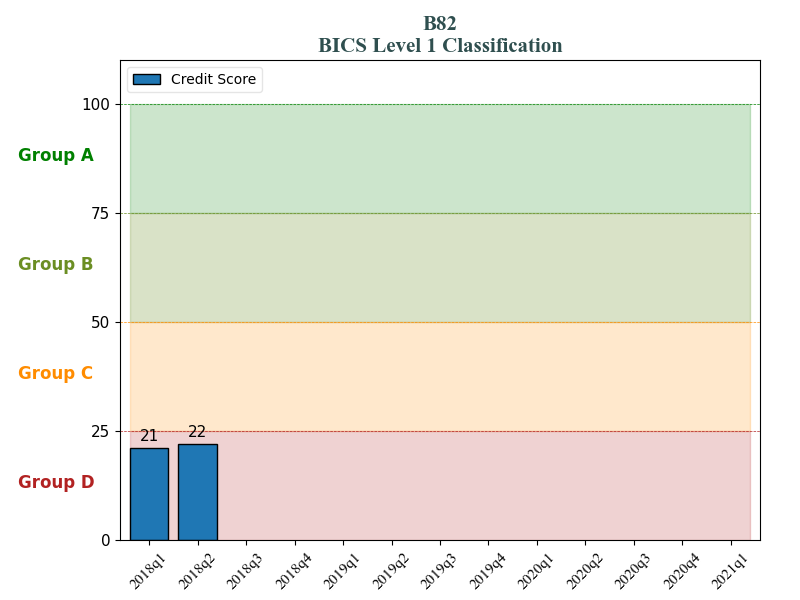 B82
BICS Level 1 Classification
Credit Score
100
Group A
75
Group B
50
Group C
25
21
22
Group D
0
2018q1
2018q2
2018q3
2018q4
2019q1
2019q2
2019q3
2019q4
2020q1
2020q2
2020q3
2020q4
2021q1